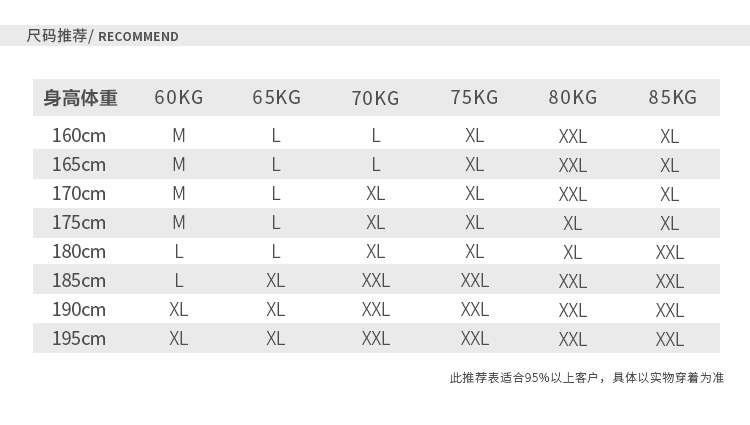 尺码推荐/ RECOMMEND
身高体重 60KG 65KG 70KG 75KG 80KG 85KG
160cm M L L XL XXL XL
165cm M L L XL XXL XL
170cm M L XL XL XXL XL
175cm M L XL XL XL XL
180cm L L XL XL XL XXL
185cm L XL XXL XXL XXL XXL
190cm XL XL XXL XXL XXL XXL
195cm XL XL XXL XXL XXL XXL
此推荐表适合95%以上客户，具体以实物穿着为准